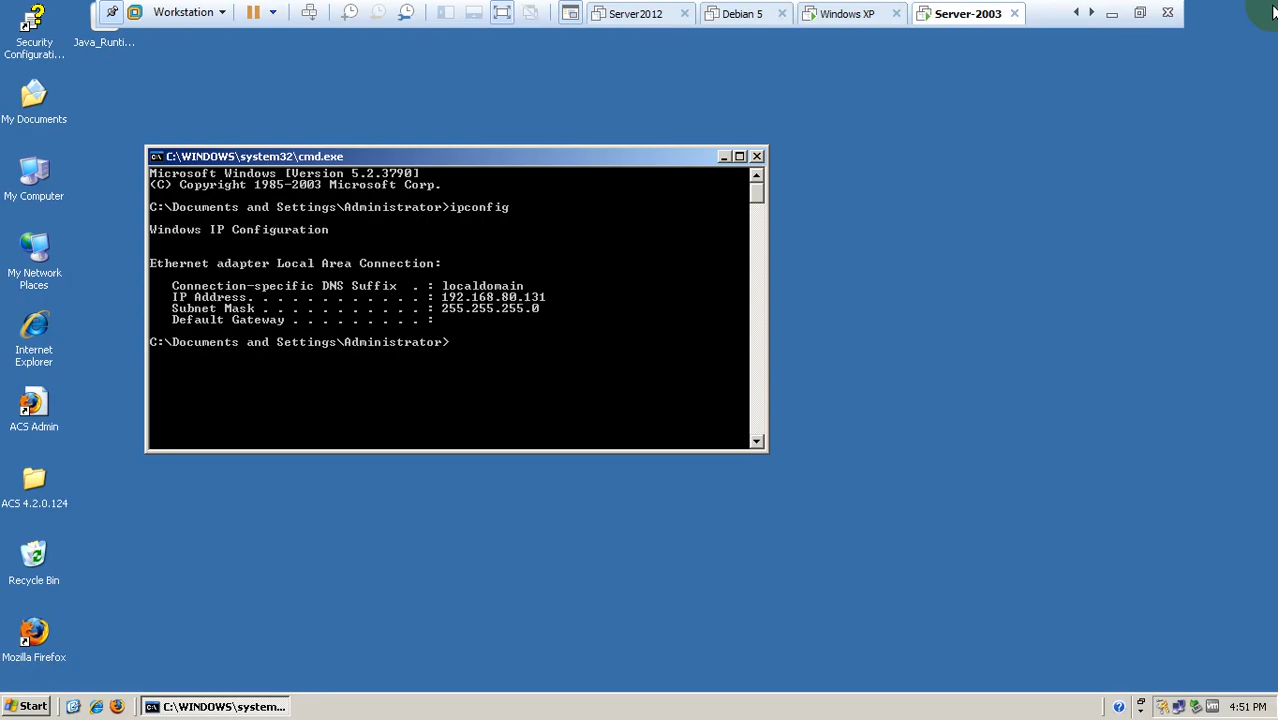 Workstation
Server2012
Debian 5
Windows XP
Server-2003
Security
Configuratio...
Java_Runti...
My Documents
My Computer
My Network
Places
Internet
Explorer
ACS Admin
ACS 4.2.0.124
Recycle Bin
Mozilla Firefox
C:\WINDOWS\system32\cmd.exe
Microsoft Windows [Version 5.2.3790]
(C) Copyright 1985-2003 Microsoft Corp.
C:\Documents and Settings\Administrator>ipconfig
Windows IP Configuration
Ethernet adapter Local Area Connection:
Connection-specific DNS Suffix  . : localdomain
IP Address. . . . . . . . . . . . : 192.168.80.131
Subnet Mask . . . . . . . . . . . : 255.255.255.0
Default Gateway . . . . . . . . . :
C:\Documents and Settings\Administrator>
Start
C:\WINDOWS\system...
4:51 PM